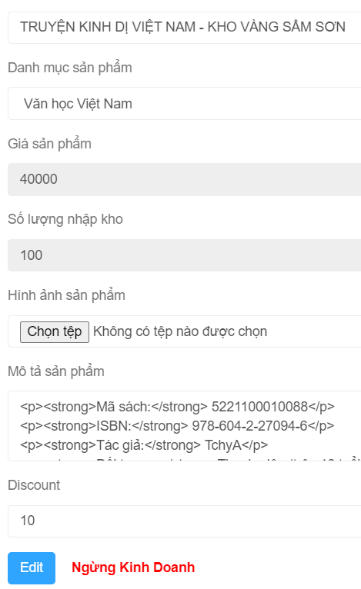 TRUYỆN KINH DỊ VIỆT NAM - KHO VÀNG SẦM SƠN
Danh mục sản phẩm
Văn học Việt Nam
Giá sản phẩm
40000
Số lượng nhập kho
100
Hình ảnh sản phẩm
Chọn tệp Không có tệp nào được chọn
Mô tả sản phẩm
<p><strong>Mã sách:</strong> 5221100010088</p>
<p><strong>ISBN:</strong> 978-604-2-27094-6</p>
<p><strong>Tác giả:</strong> TchyA</p>
Discount
10
Edit Ngừng Kinh Doanh